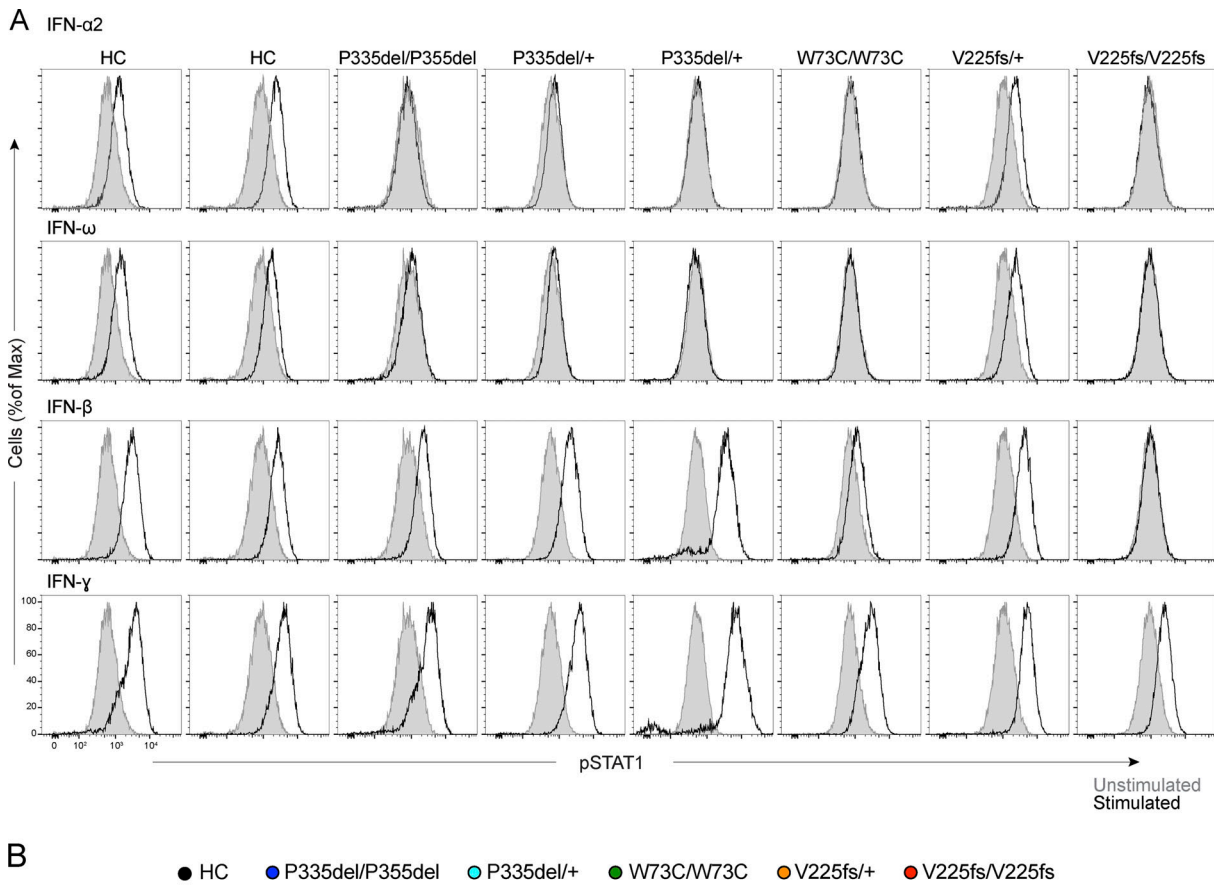 A
IFN-α2
HC HC P335del/P355del P335del/+ P335del/+ W73C/W73C V225fs/+ V225fs/V225fs
IFN-ω
IFN-β
IFN-ɣ
Cells (%of Max)
100
80
60
40
20
0
0 10² 10³ 10⁴
pSTAT1
Unstimulated
Stimulated
B
HC P335del/P355del P335del/+ W73C/W73C V225fs/+ V225fs/V225fs